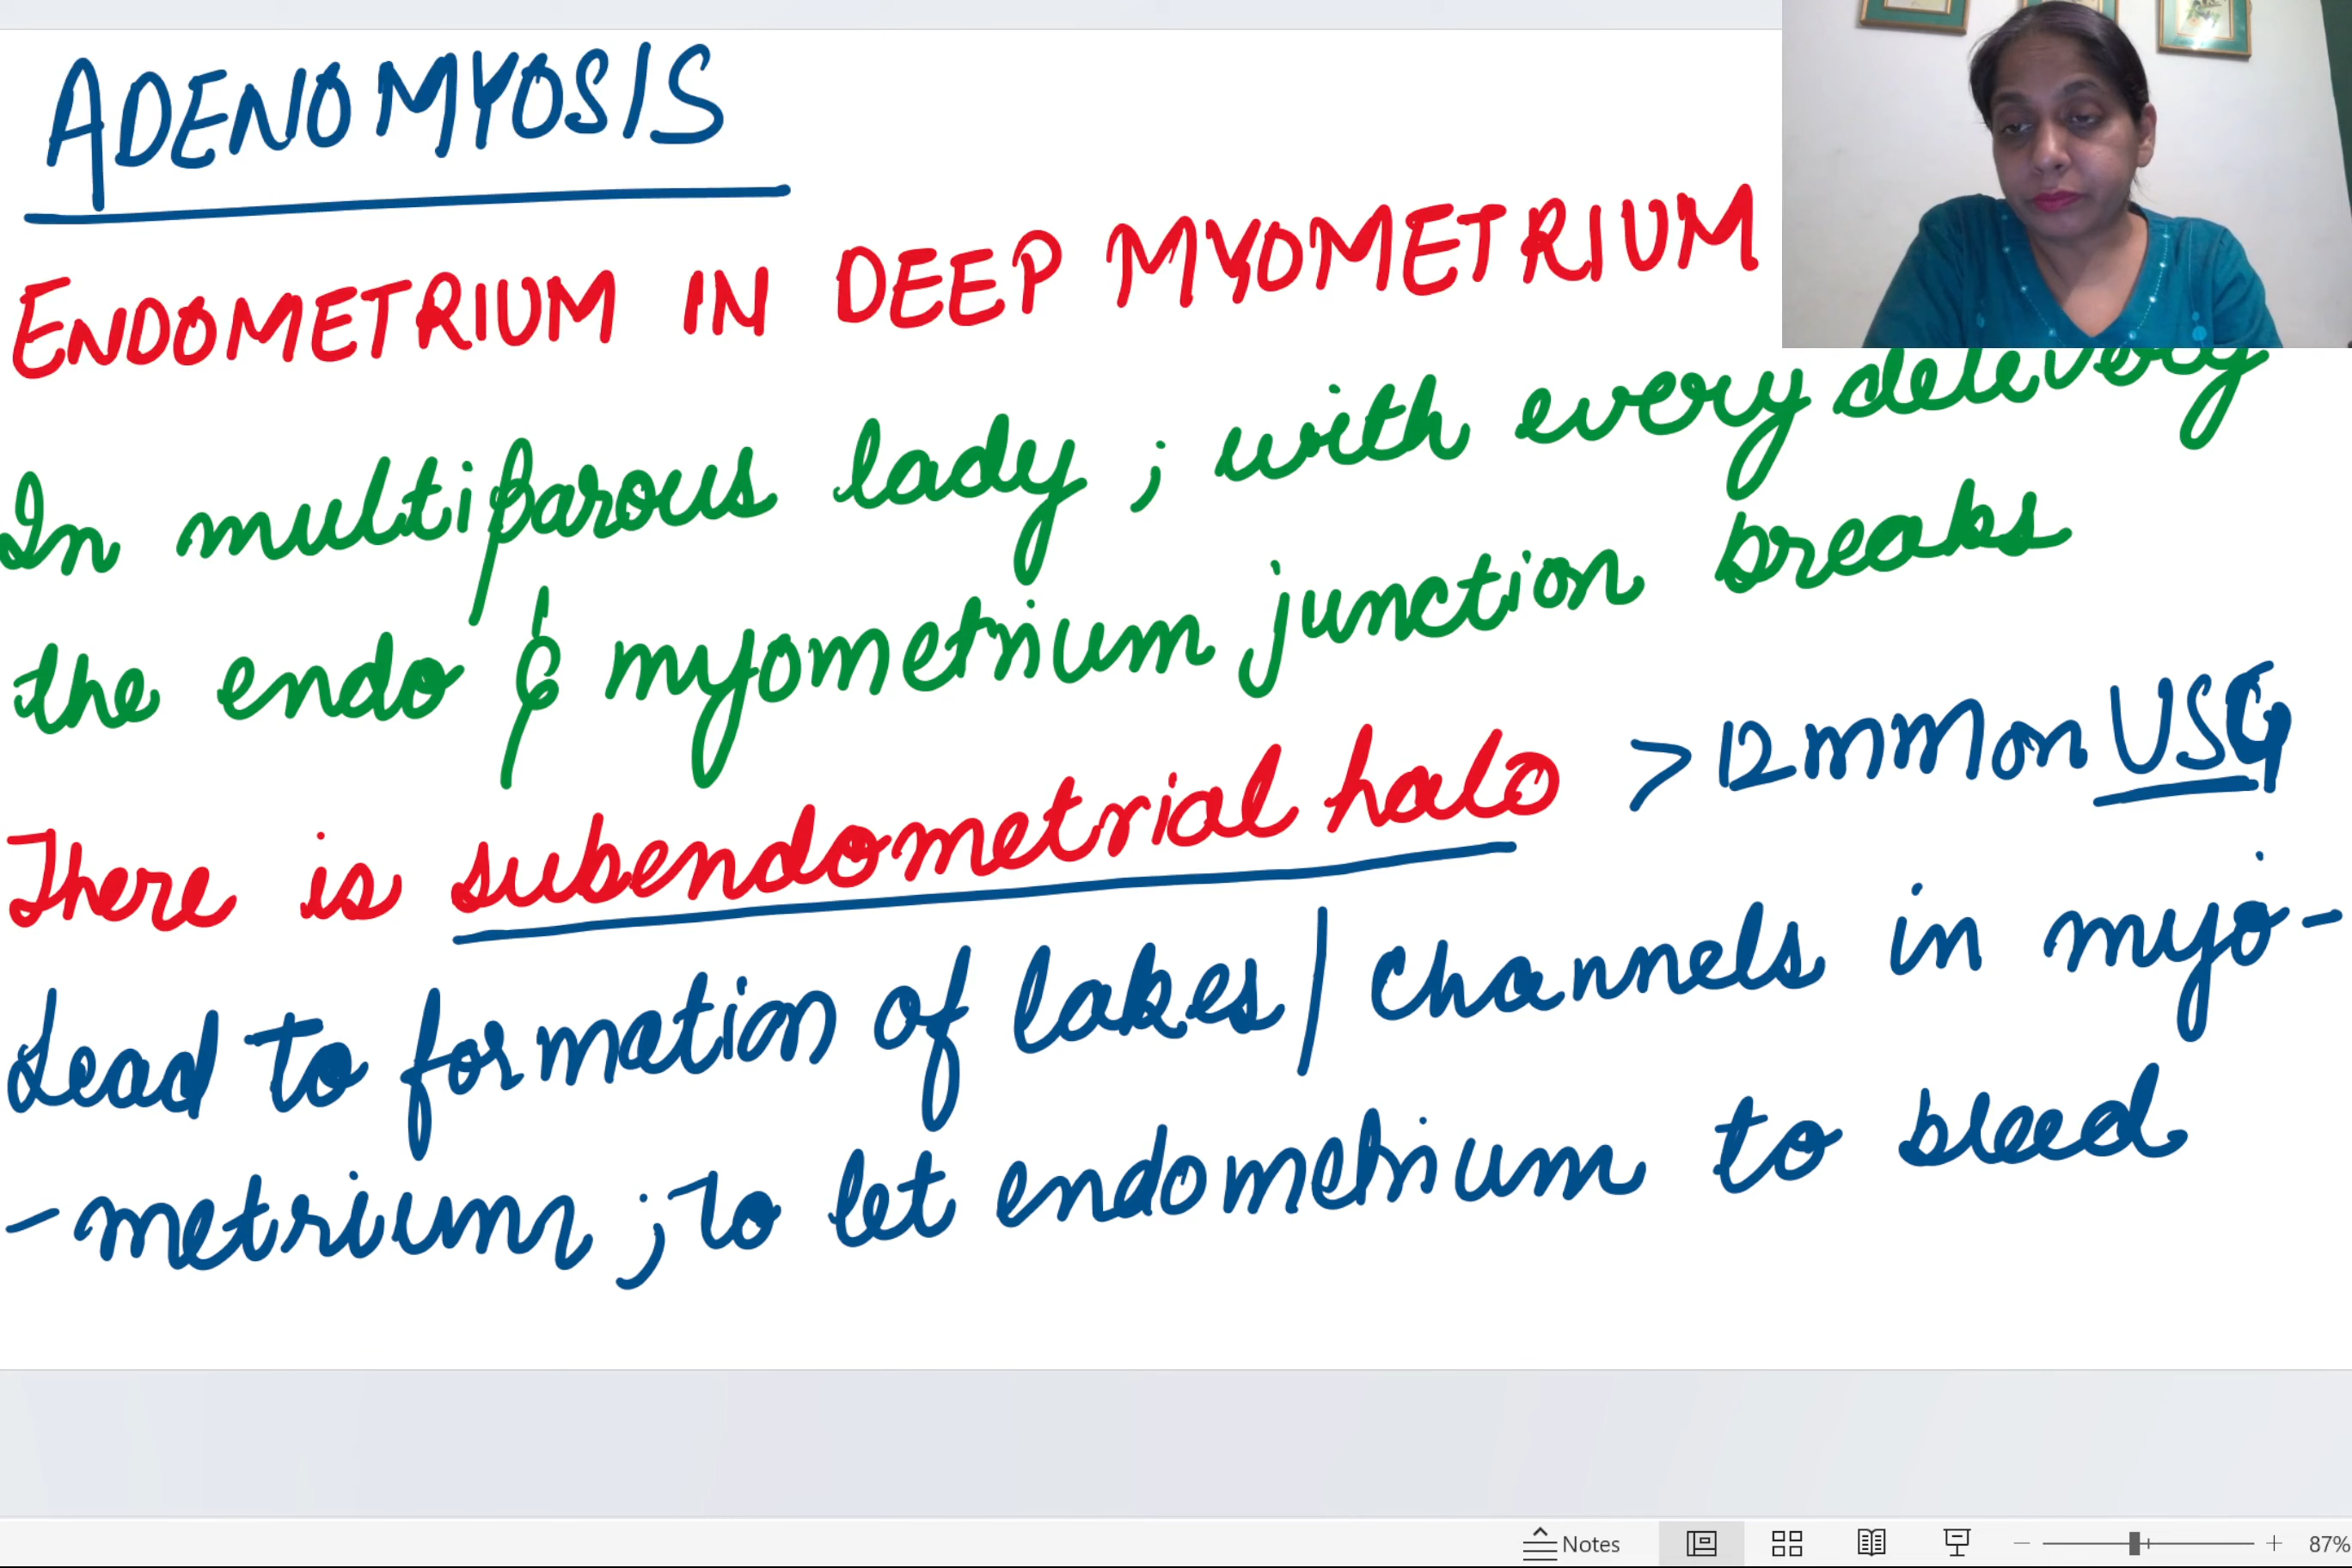 ADENOMYOSIS
ENDOMETRIUM IN DEEP MYOMETRIUM
In multiparous lady ; with every delivery
the endo & myometrium junction breaks
There is subendometrial halo > 12 mm on USG
Lead to formation of lakes / channels in myo-
-metrium ; to let endometrium to bleed
Notes
87%